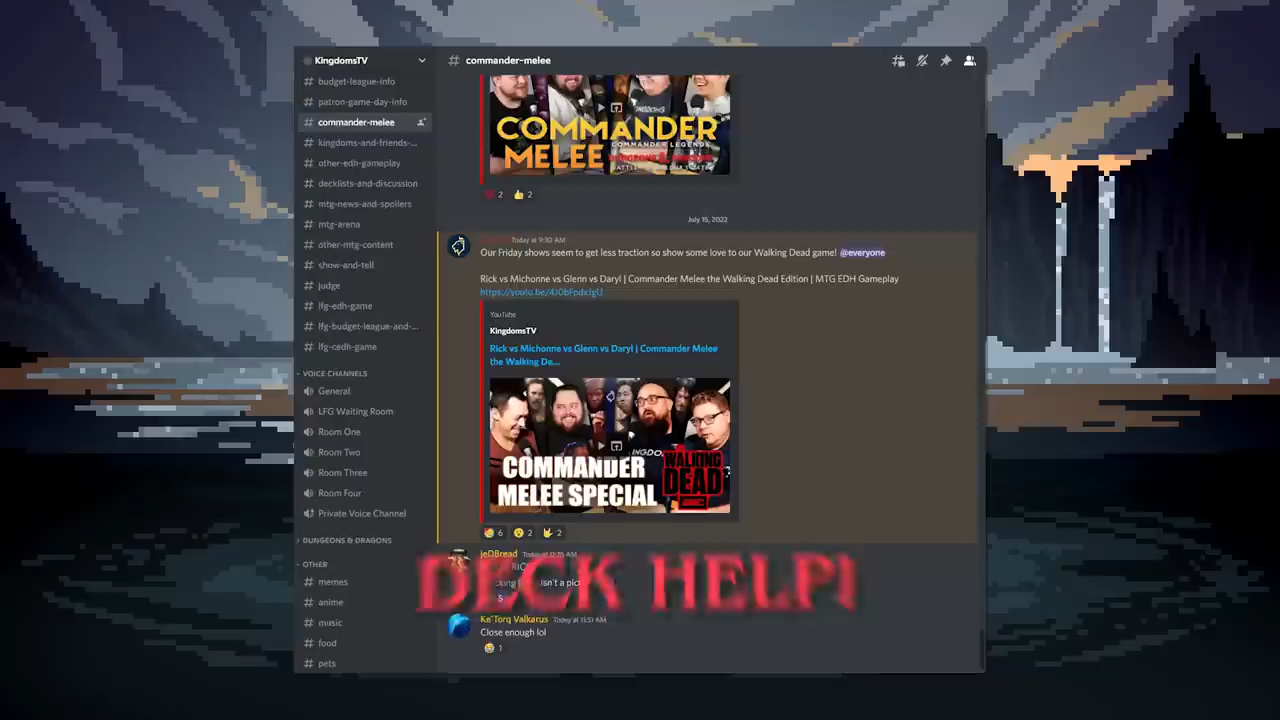 KingdomsTV
budget-league-info
patron-game-day-info
commander-melee
kingdoms-and-friends-...
other-edh-gameplay
decklists-and-discussion
mtg-news-and-spoilers
mtg-arena
other-mtg-content
show-and-tell
judge
lfg-edh-game
lfg-budget-league-and-...
lfg-cedh-game
VOICE CHANNELS
General
LFG Waiting Room
Room One
Room Two
Room Three
Room Four
Private Voice Channel
DUNGEONS & DRAGONS
OTHER
memes
anime
music
food
pets
# commander-melee
COMMANDER
COMMANDER LEGENDS
MELEE
2 2
July 15, 2022
Today at 9:30 AM
Our Friday shows seem to get less traction so show some love to our Walking Dead game! @everyone
Rick vs Michonne vs Glenn vs Daryl | Commander Melee the Walking Dead Edition | MTG EDH Gameplay
YouTube
KingdomsTV
Rick vs Michonne vs Glenn vs Daryl | Commander Melee
the Walking De...
COMMANDER
MELEE SPECIAL
WALKING
DEAD
6 2 2
jeDBread
DECK HELP!
Ke'Torq Valkarus Today at 11:51 AM
Close enough lol
1